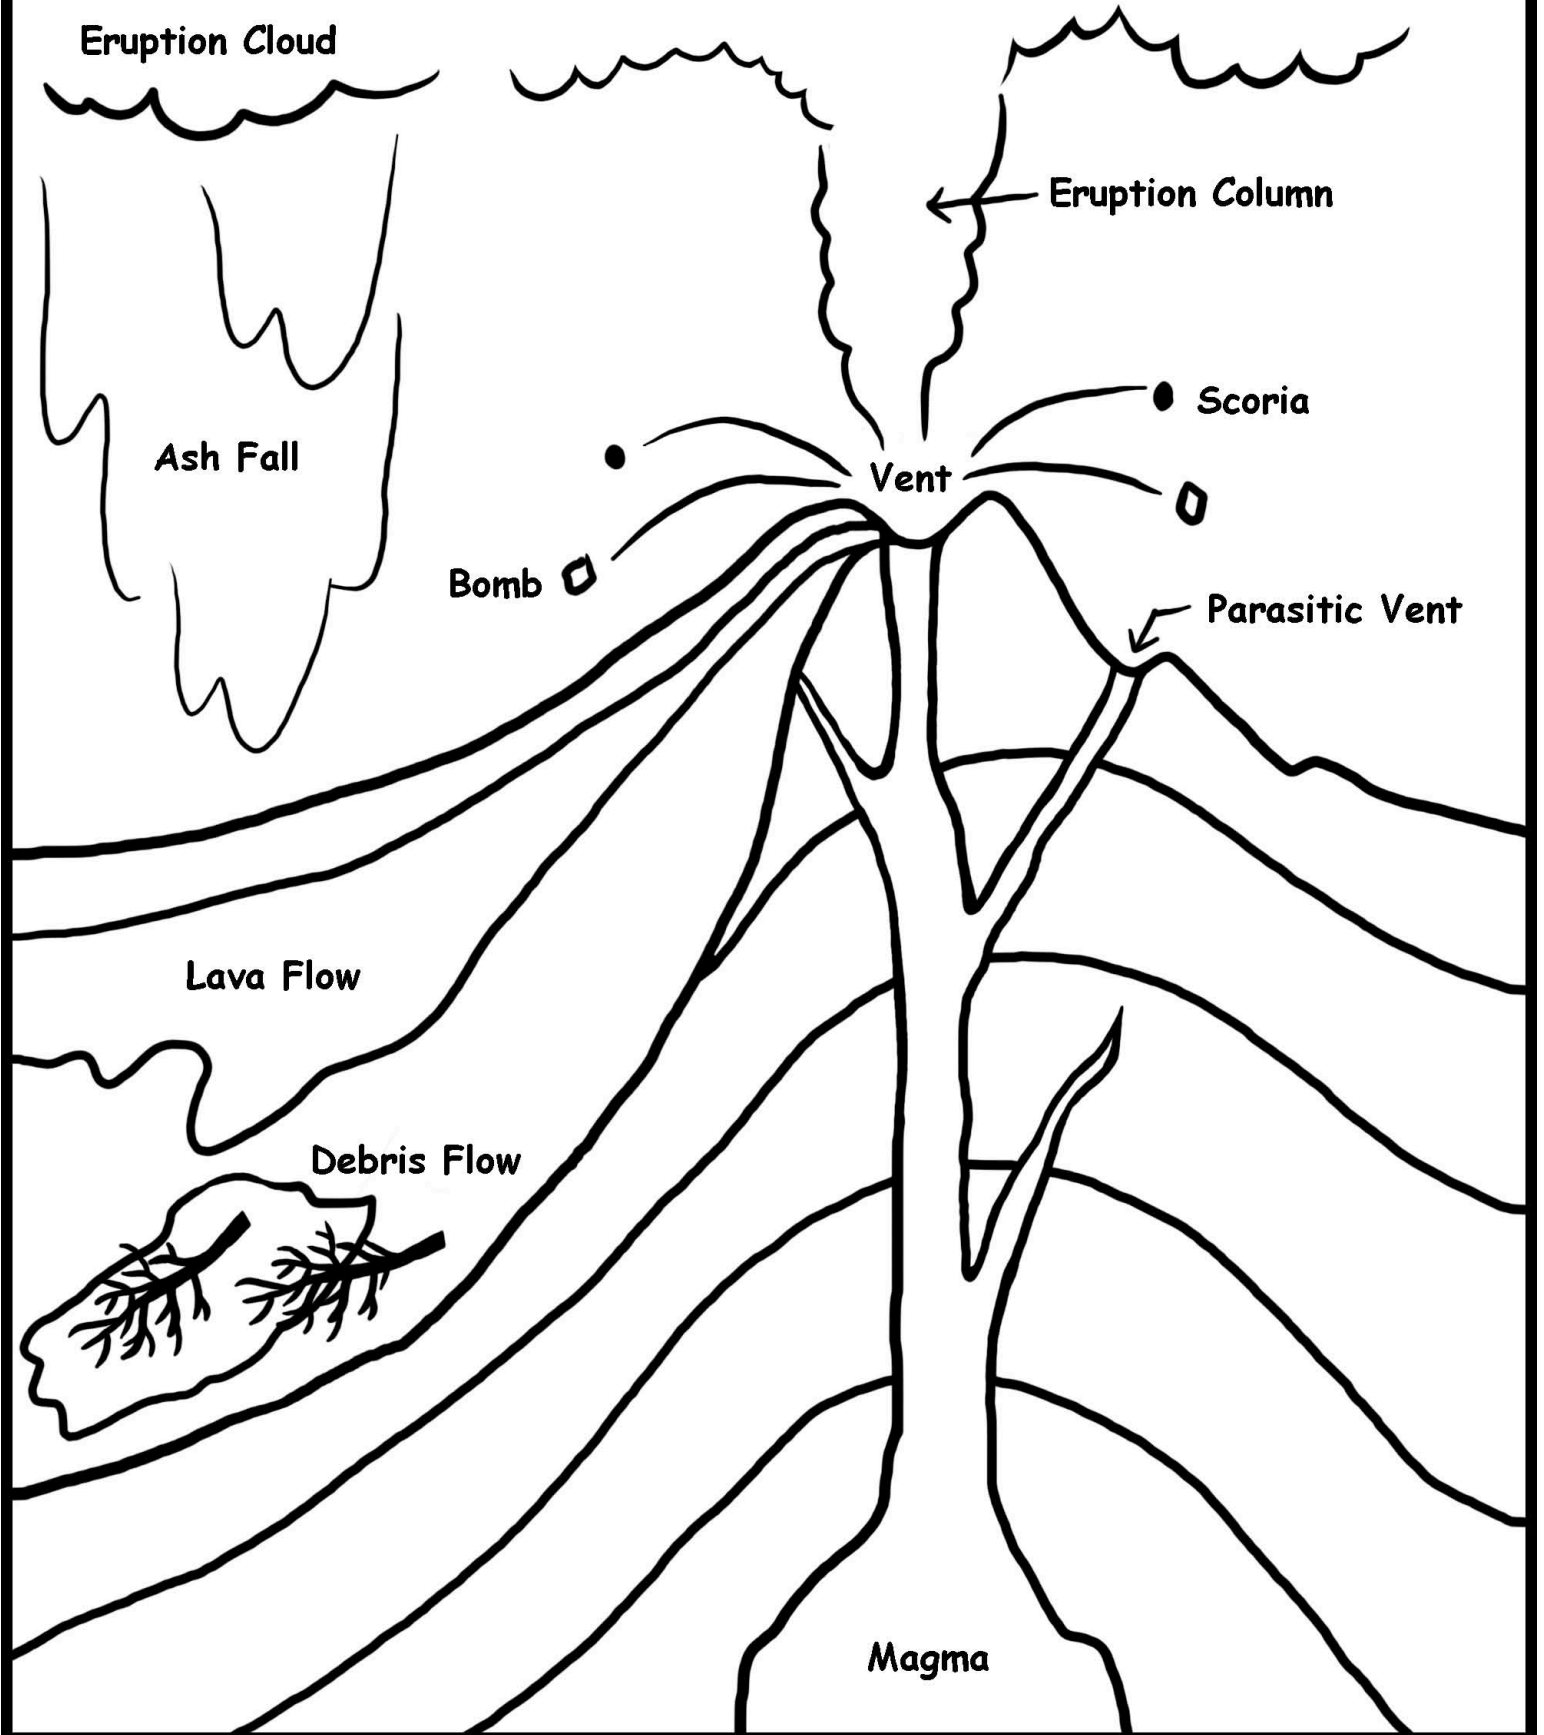 Eruption Cloud
Eruption Column
Scoria
Ash Fall
Vent
Bomb
Parasitic Vent
Lava Flow
Debris Flow
Magma